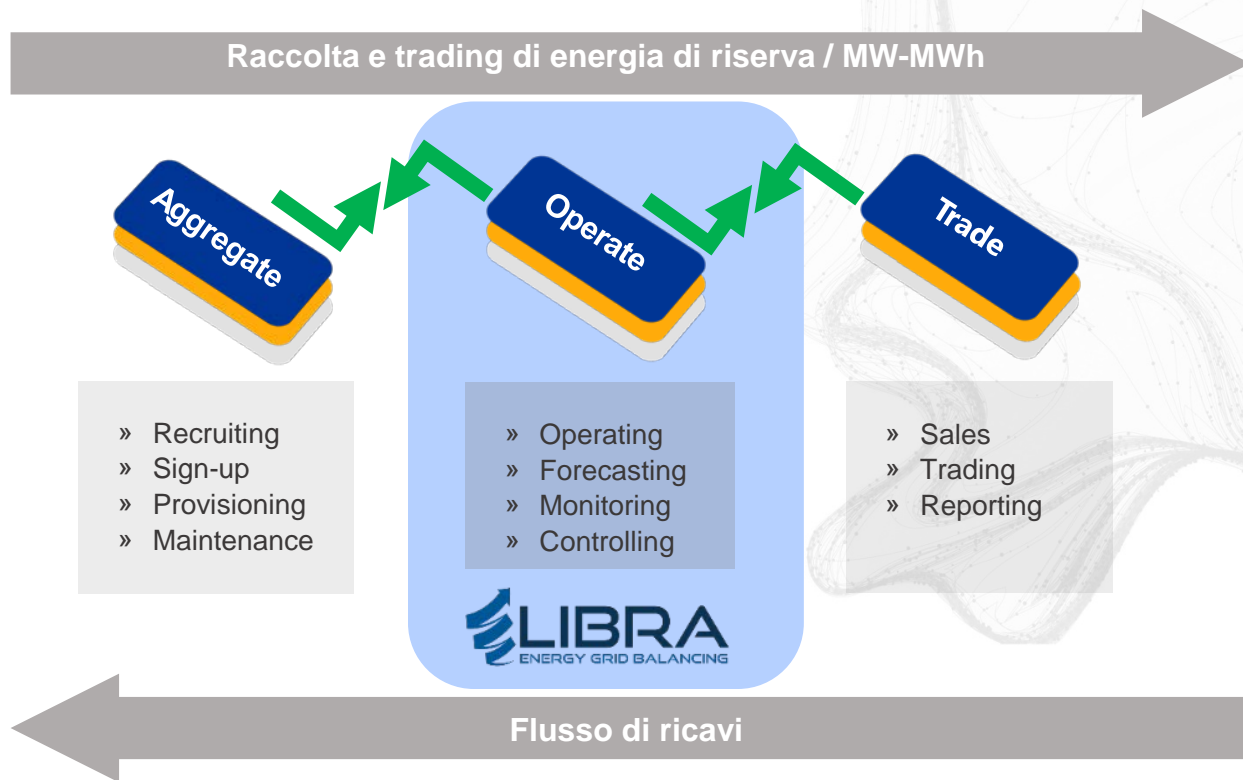 Raccolta e trading di energia di riserva / MW-MWh
Aggregate
Operate
Trade
» Recruiting
» Sign-up
» Provisioning
» Maintenance
» Operating
» Forecasting
» Monitoring
» Controlling
» Sales
» Trading
» Reporting
LIBRA
ENERGY GRID BALANCING
Flusso di ricavi